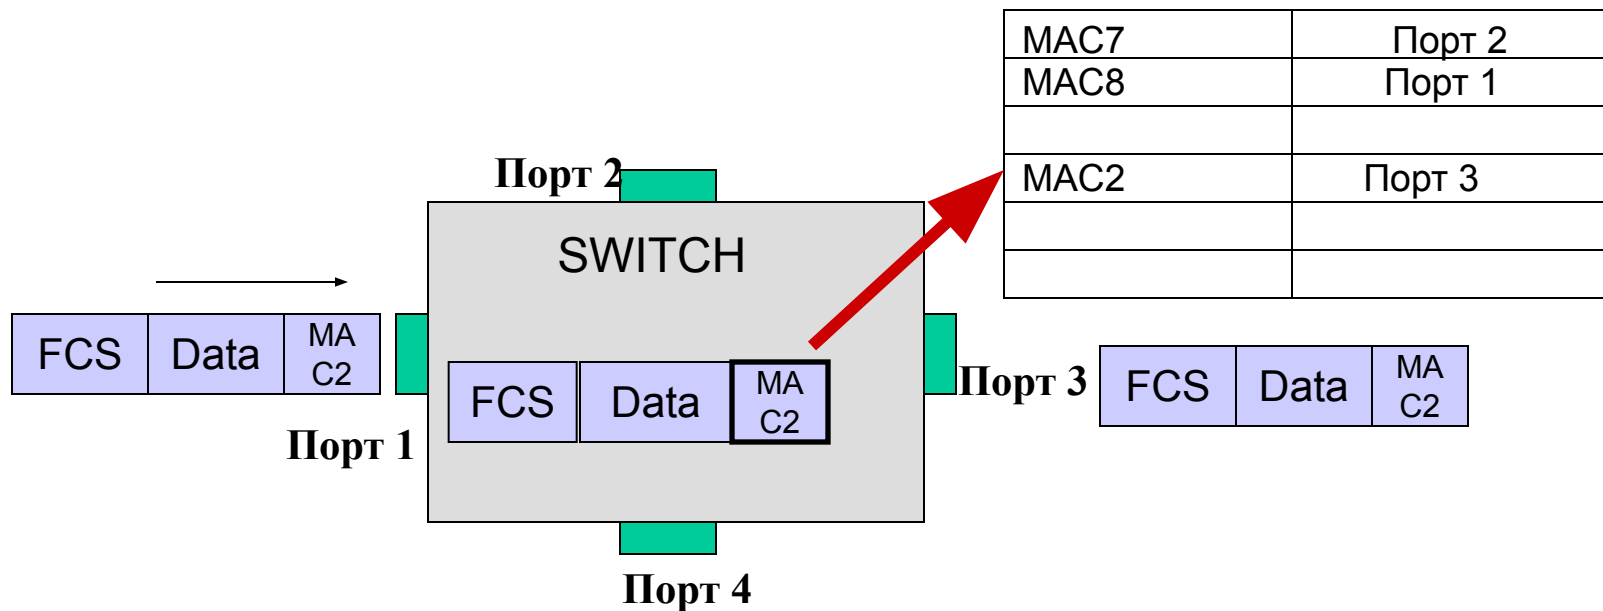 MAC7 Порт 2
MAC8 Порт 1
MAC2 Порт 3
Порт 2
SWITCH
FCS Data MA
C2
Порт 1
FCS Data MA
C2
Порт 3
FCS Data MA
C2
Порт 4